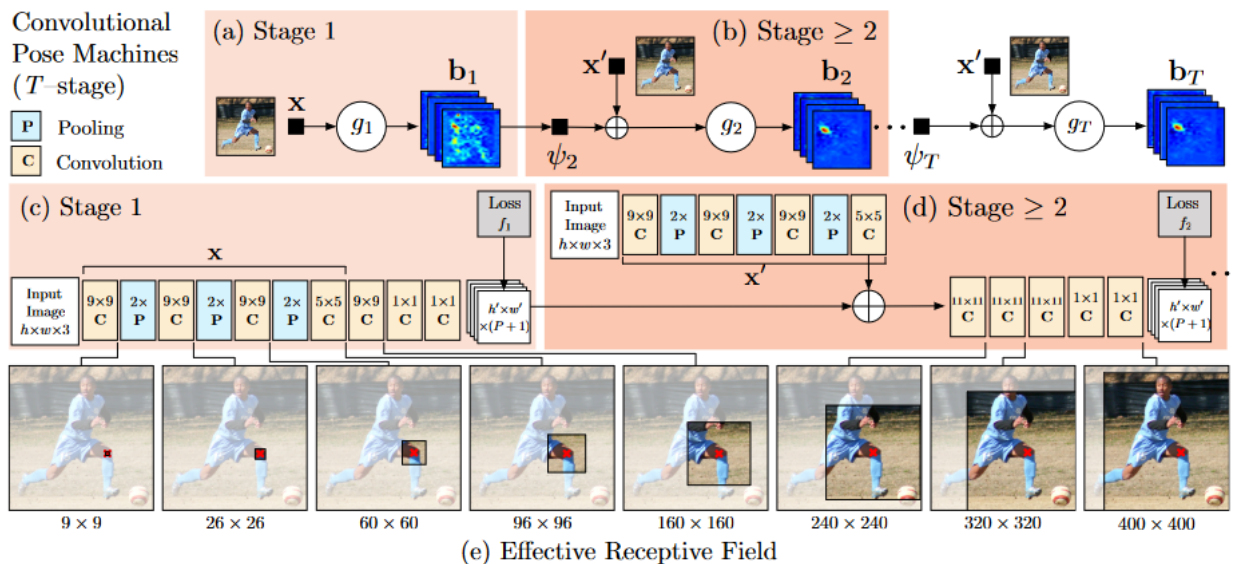 Convolutional
Pose Machines
(T–stage)
P Pooling
C Convolution
(a) Stage 1
x
g₁
b₁
(b) Stage ≥ 2
x′
ψ₂
g₂
b₂
x′
ψ_T
g_T
b_T
(c) Stage 1
Loss
f₁
x
Input
Image
h×w×3
9×9
C
2×
P
9×9
C
2×
P
9×9
C
2×
P
5×5
C
9×9
C
1×1
C
1×1
C
h′×w′
×(P+1)
(d) Stage ≥ 2
Input
Image
h×w×3
9×9
C
2×
P
9×9
C
2×
P
9×9
C
2×
P
5×5
C
x′
Loss
f₂
11×11
C
11×11
C
11×11
C
1×1
C
1×1
C
h′×w′
×(P+1)
9 × 9
26 × 26
60 × 60
96 × 96
160 × 160
240 × 240
320 × 320
400 × 400
(e) Effective Receptive Field